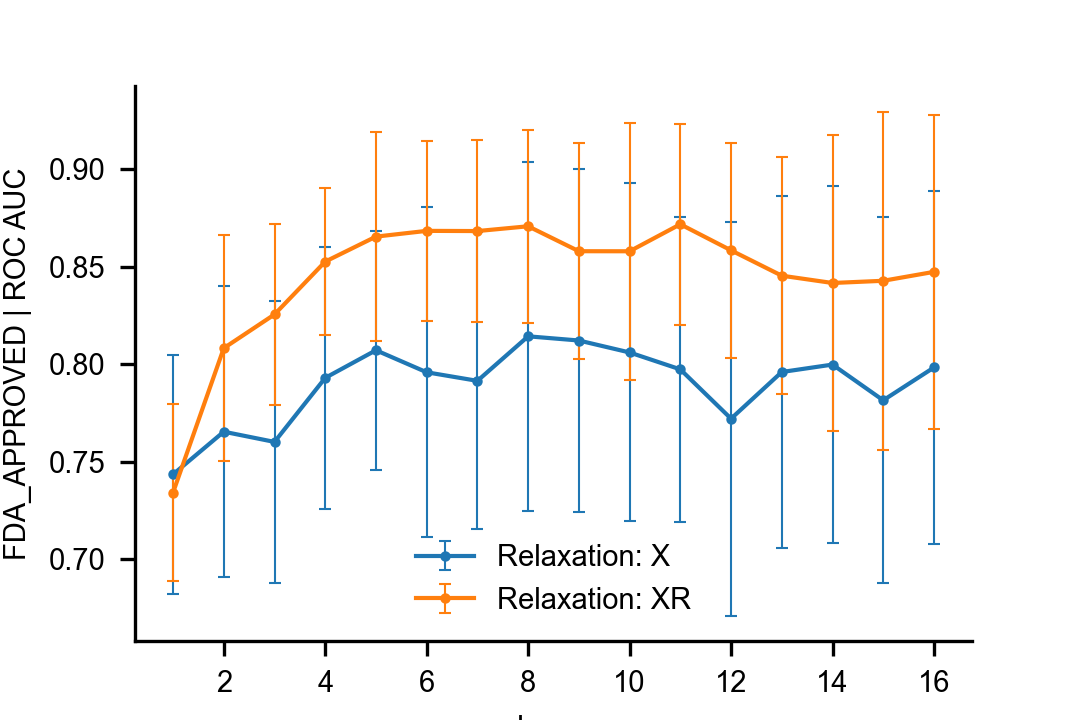 FDA_APPROVED | ROC AUC
0.90
0.85
0.80
0.75
0.70
Relaxation: X
Relaxation: XR
2 4 6 8 10 12 14 16